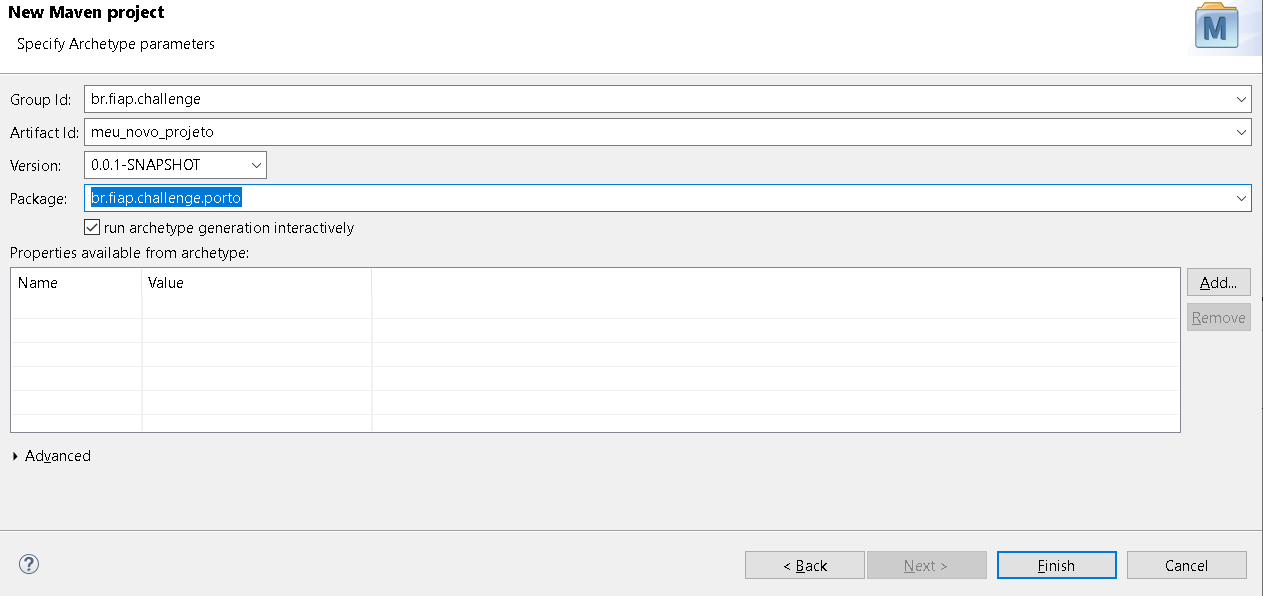 New Maven project
Specify Archetype parameters
M
Group Id: br.fiap.challenge
Artifact Id: meu_novo_projeto
Version: 0.0.1-SNAPSHOT
Package: br.fiap.challenge.porto
run archetype generation interactively
Properties available from archetype:
Name Value
Add...
Remove
Advanced
? < Back Next > Finish Cancel